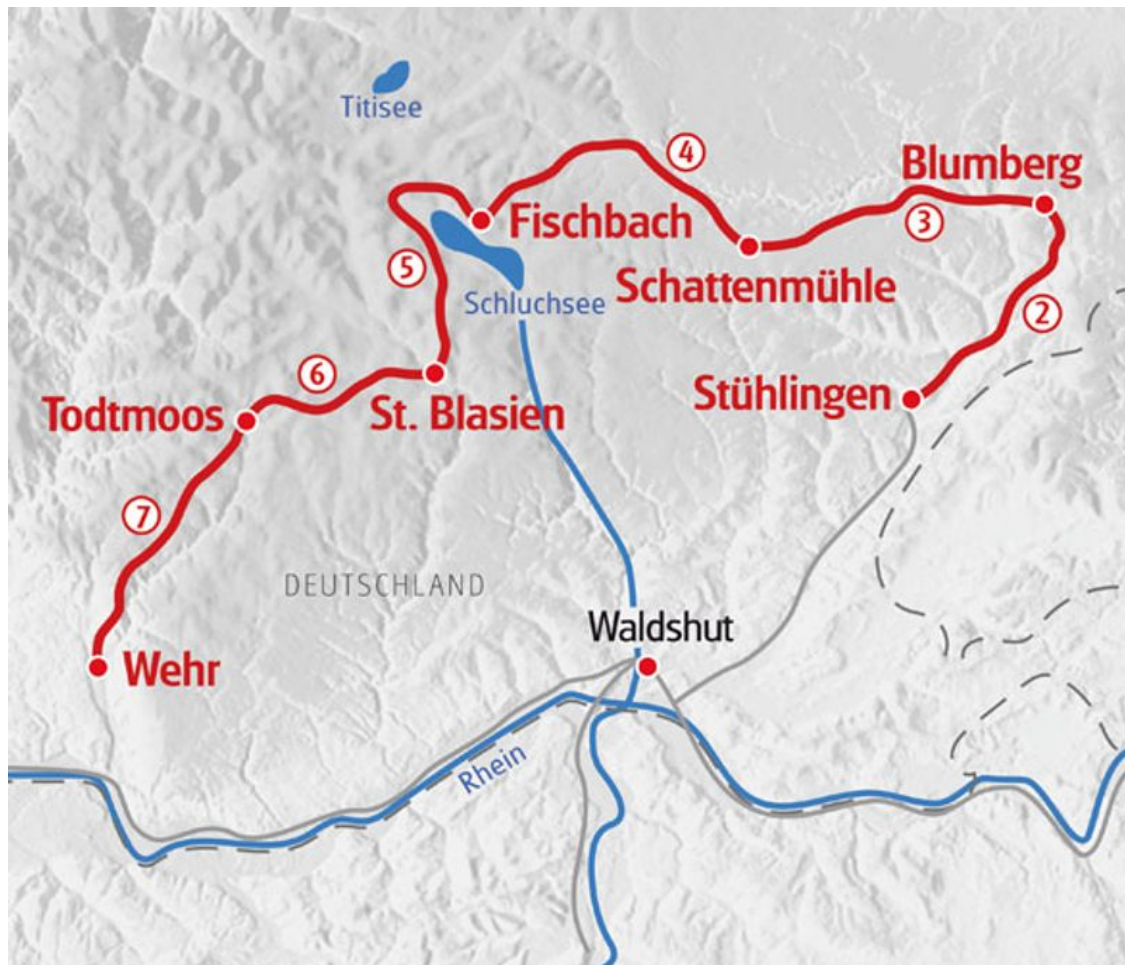 Titisee
4
Blumberg
Fischbach
3
5
Schattenmühle
Schluchsee
2
6
Stühlingen
Todtmoos
St. Blasien
7
DEUTSCHLAND
Waldshut
Wehr
Rhein